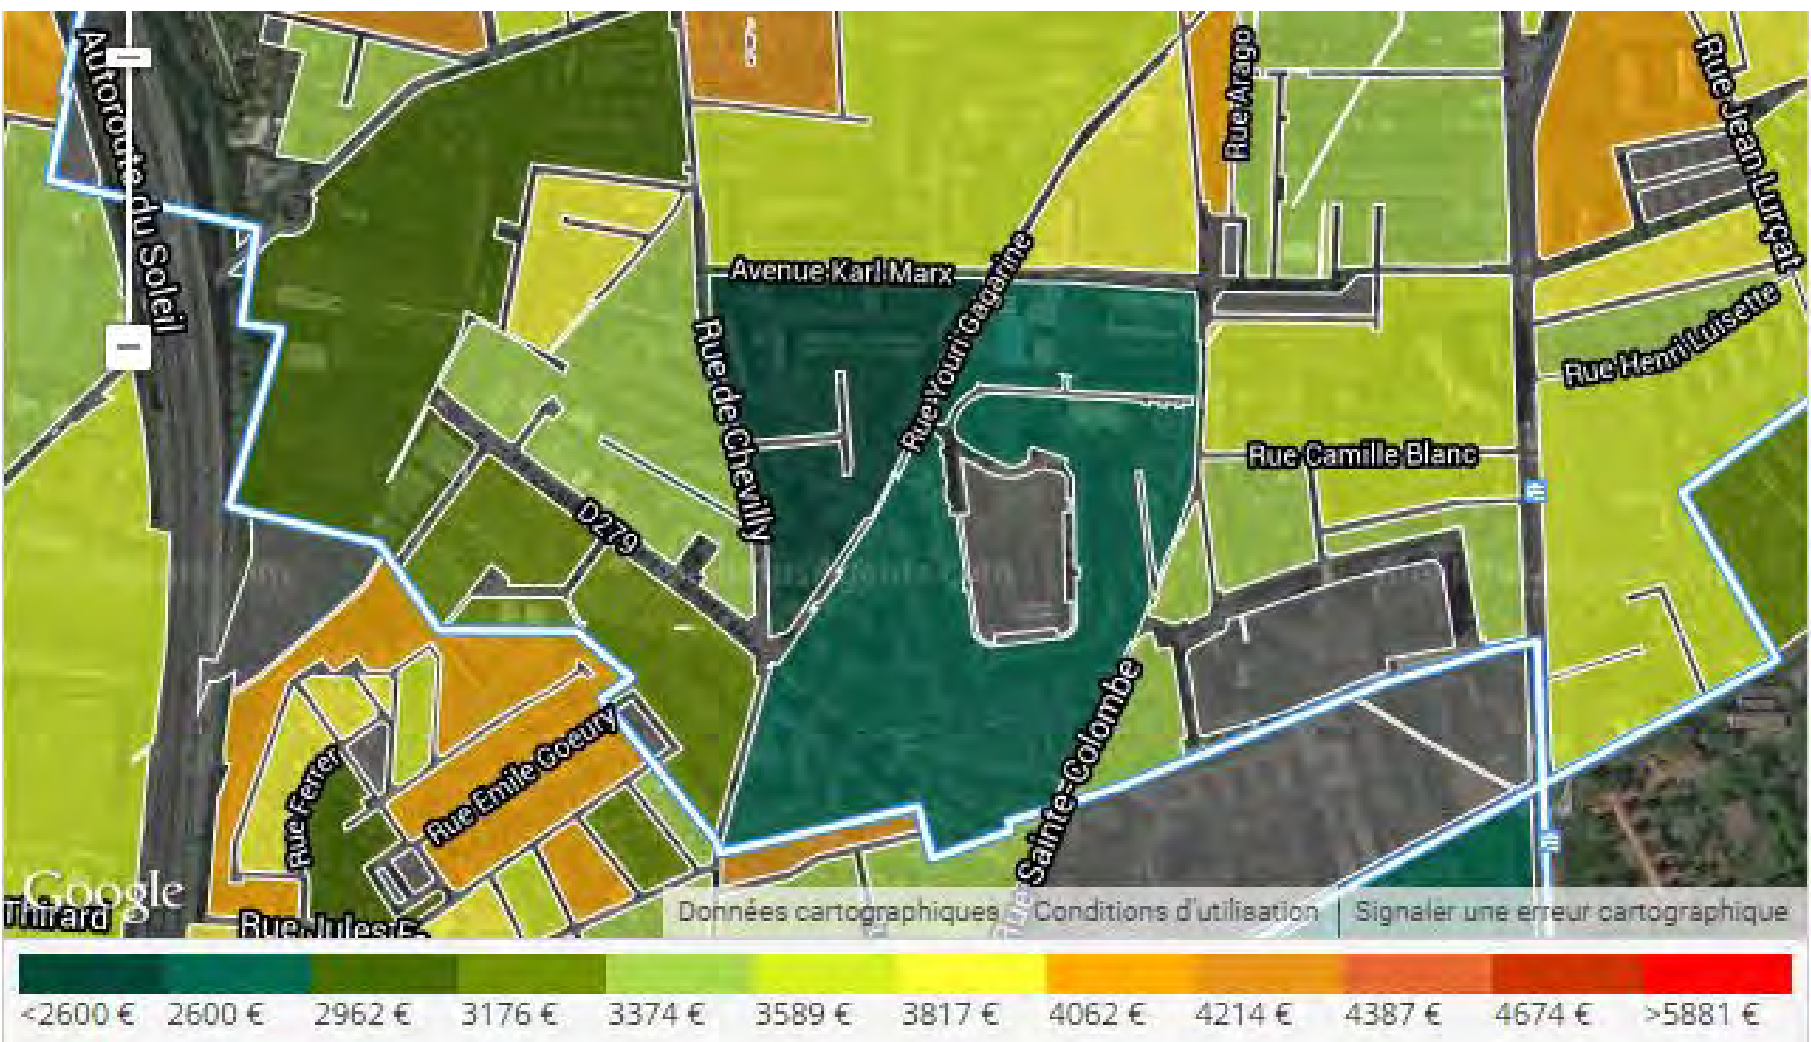 Autoroute du Soleil
Rue Arago
Rue Jean Lurçat
Avenue Karl Marx
Rue Youri Gagarine
Rue de Chevilly
Rue Henri Luisette
Rue Camille Blanc
D279
Sainte-Colombe
Rue Ferrer
Rue Emile Goeury
Google
Thirard
Rue Jules F
Données cartographiques
Conditions d'utilisation
Signaler une erreur cartographique
<2600 € 2600 € 2962 € 3176 € 3374 € 3589 € 3817 € 4062 € 4214 € 4387 € 4674 € >5881 €